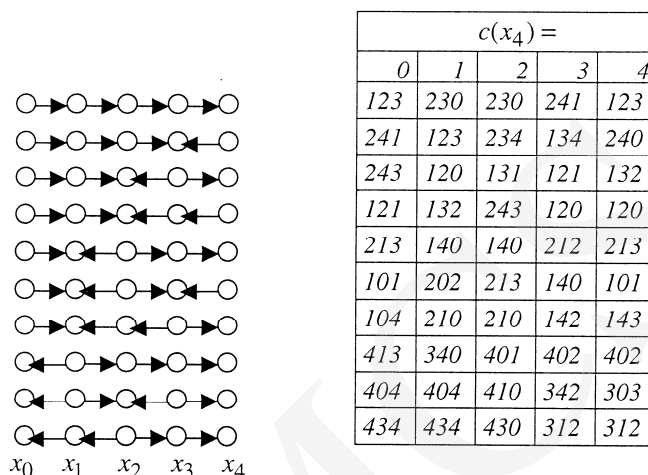 c(x₄) =
0 1 2 3 4
123 230 230 241 123
241 123 234 134 240
243 120 131 121 132
121 132 243 120 120
213 140 140 212 213
101 202 213 140 101
104 210 210 142 143
413 340 401 402 402
404 404 410 342 303
434 434 430 312 312
x₀ x₁ x₂ x₃ x₄